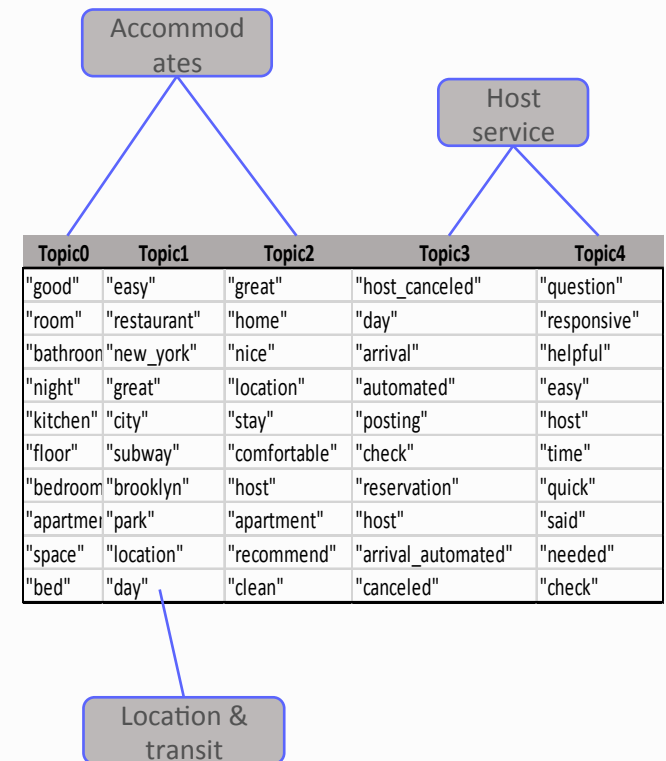 Accommod
ates
Host
service
Topic0 Topic1 Topic2 Topic3 Topic4
"good" "easy" "great" "host_canceled" "question"
"room" "restaurant" "home" "day" "responsive"
"bathroon "new_york" "nice" "arrival" "helpful"
"night" "great" "location" "automated" "easy"
"kitchen" "city" "stay" "posting" "host"
"floor" "subway" "comfortable" "check" "time"
"bedroom "brooklyn" "host" "reservation" "quick"
"apartmer "park" "apartment" "host" "said"
"space" "location" "recommend" "arrival_automated" "needed"
"bed" "day" "clean" "canceled" "check"
Location &
transit